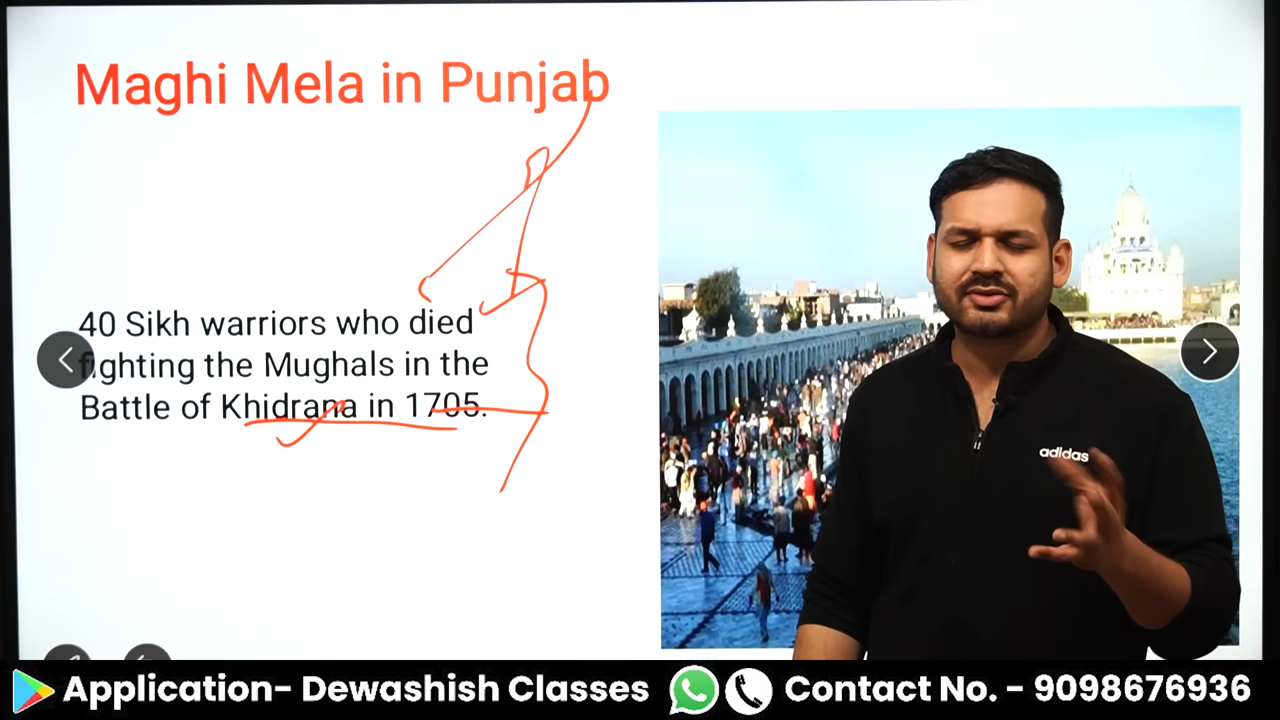 Maghi Mela in Punjab
40 Sikh warriors who died
fighting the Mughals in the
Battle of Khidrana in 1705.
adidas
Application- Dewashish Classes
Contact No. - 9098676936